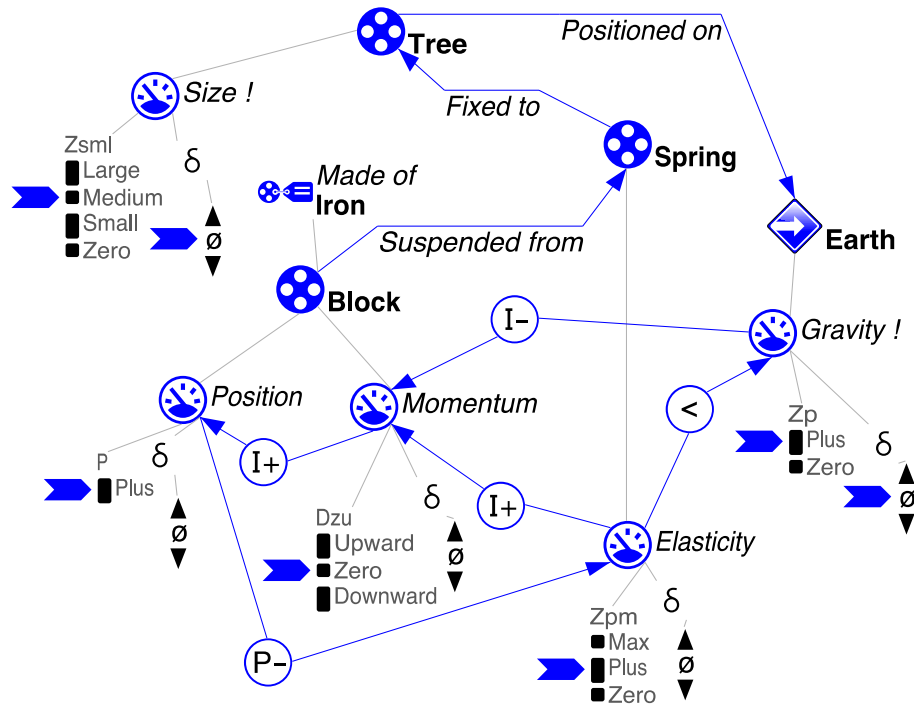 Tree
Positioned on
Size !
Fixed to
Zsml
δ
Large
Medium
Small
Zero
ø
Spring
Made of
Iron
Suspended from
Earth
Block
I-
Gravity !
Position
Momentum
<
Zp
Plus
Zero
δ
ø
P
δ
Plus
ø
I+
I+
Dzu
δ
Upward
Zero
Downward
ø
Elasticity
Zpm
δ
Max
Plus
Zero
ø
P-